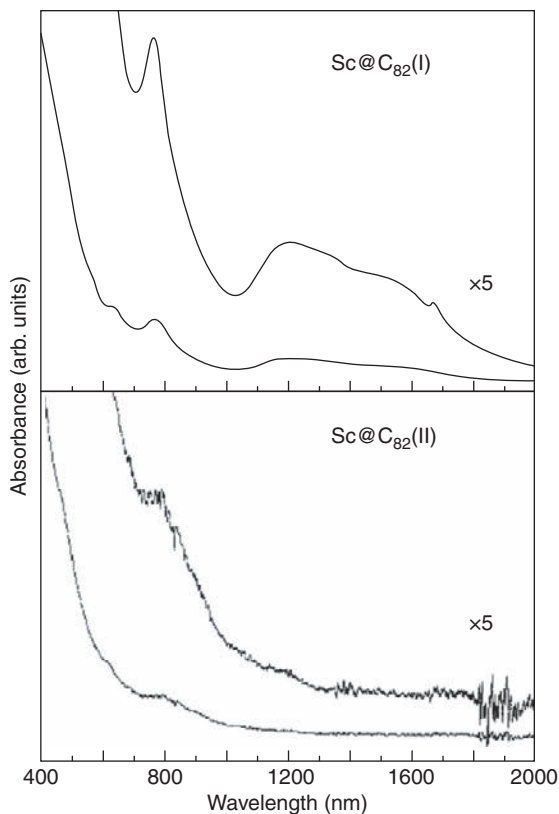 Sc@C₈₂(I)
×5
Absorbance (arb. units)
Sc@C₈₂(II)
×5
400 800 1200 1600 2000
Wavelength (nm)